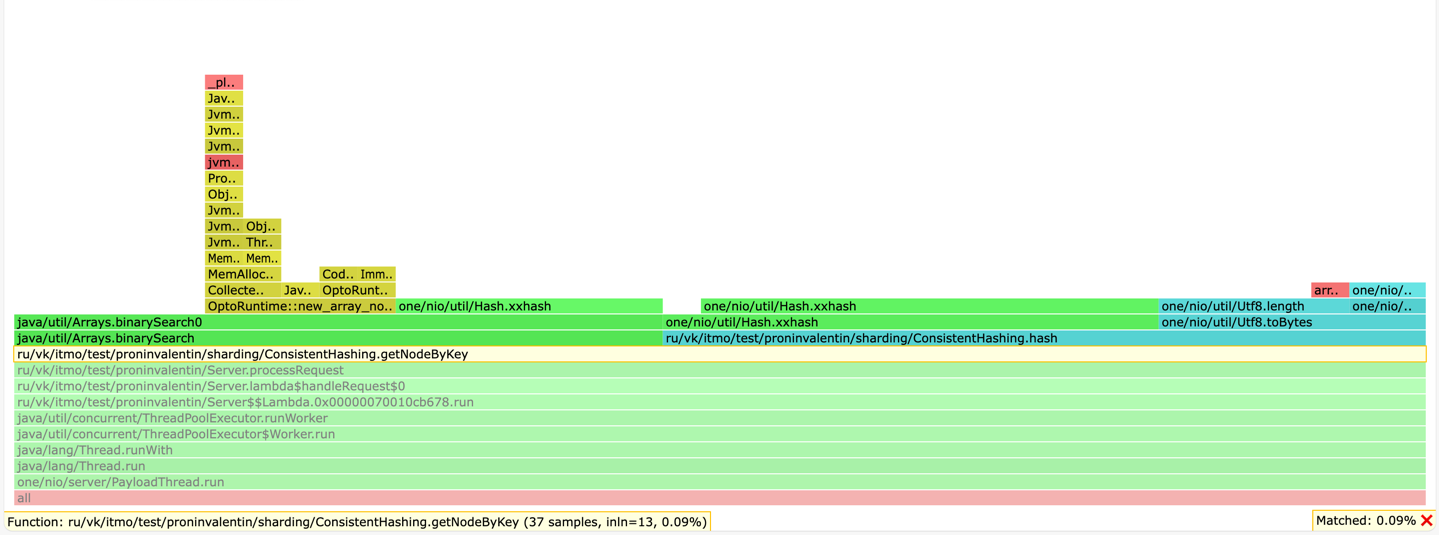 _pl..
Jav..
Jvm..
Jvm..
Jvm..
jvm..
Pro..
Obj..
Jvm..
Jvm.. Obj..
Jvm.. Thr..
Mem.. Mem..
MemAlloc.. Cod.. Imm..
Collecte.. Jav.. OptoRunt.. arr.. one/nio/..
OptoRuntime::new_array_no.. one/nio/util/Hash.xxhash one/nio/util/Hash.xxhash one/nio/util/Utf8.length one/nio/..
java/util/Arrays.binarySearch0 one/nio/util/Hash.xxhash one/nio/util/Utf8.toBytes
java/util/Arrays.binarySearch ru/vk/itmo/test/proninvalentin/sharding/ConsistentHashing.hash
ru/vk/itmo/test/proninvalentin/sharding/ConsistentHashing.getNodeByKey
ru/vk/itmo/test/proninvalentin/Server.processRequest
ru/vk/itmo/test/proninvalentin/Server.lambda$handleRequest$0
ru/vk/itmo/test/proninvalentin/Server$$Lambda.0x00000070010cb678.run
java/util/concurrent/ThreadPoolExecutor.runWorker
java/util/concurrent/ThreadPoolExecutor$Worker.run
java/lang/Thread.runWith
java/lang/Thread.run
one/nio/server/PayloadThread.run
all
Function: ru/vk/itmo/test/proninvalentin/sharding/ConsistentHashing.getNodeByKey (37 samples, inln=13, 0.09%) Matched: 0.09%